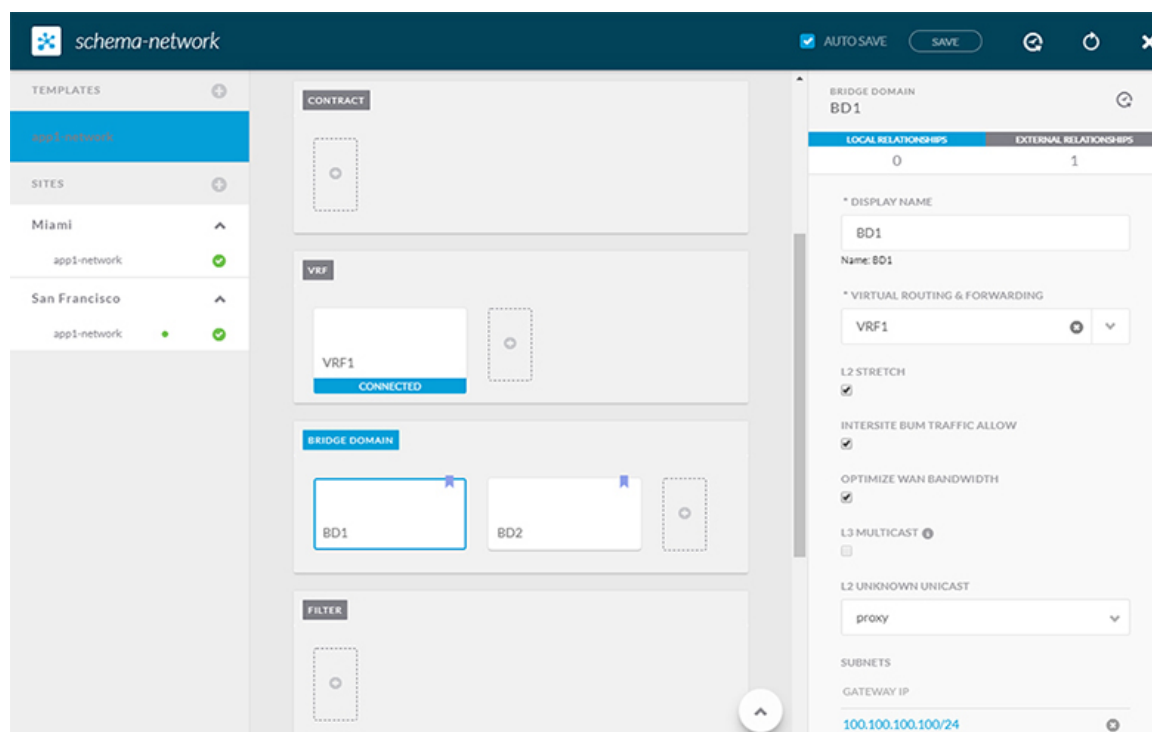 schema-network
AUTO SAVE
SAVE
TEMPLATES
app1-network
SITES
Miami
app1-network
San Francisco
app1-network
CONTRACT
VRF
VRF1
CONNECTED
BRIDGE DOMAIN
BD1
BD2
FILTER
BRIDGE DOMAIN
BD1
LOCAL RELATIONSHIPS
EXTERNAL RELATIONSHIPS
0
1
* DISPLAY NAME
BD1
Name: BD1
* VIRTUAL ROUTING & FORWARDING
VRF1
L2 STRETCH
INTERSITE BUM TRAFFIC ALLOW
OPTIMIZE WAN BANDWIDTH
L3 MULTICAST
L2 UNKNOWN UNICAST
proxy
SUBNETS
GATEWAY IP
100.100.100.100/24